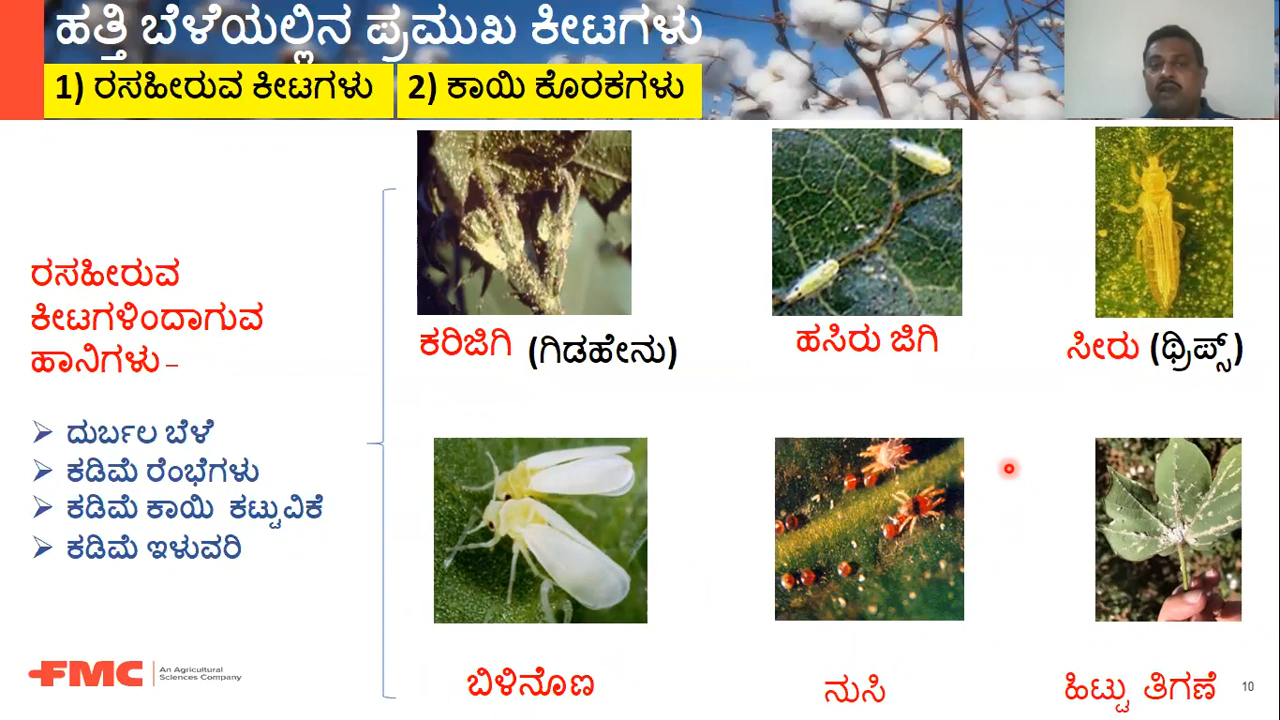 ಹತ್ತಿ ಬೆಳೆಯಲ್ಲಿನ ಪ್ರಮುಖ ಕೀಟಗಳು
1) ರಸಹೀರುವ ಕೀಟಗಳು
2) ಕಾಯಿ ಕೊರಕಗಳು
ರಸಹೀರುವ
ಕೀಟಗಳಿಂದಾಗುವ
ಹಾನಿಗಳು –
ದುರ್ಬಲ ಬೆಳೆ
ಕಡಿಮೆ ರೆಂಭೆಗಳು
ಕಡಿಮೆ ಕಾಯಿ ಕಟ್ಟುವಿಕೆ
ಕಡಿಮೆ ಇಳುವರಿ
ಕರಿಜಿಗಿ (ಗಿಡಹೇನು)
ಹಸಿರು ಜಿಗಿ
ಸೀರು (ಥ್ರಿಪ್ಸ್)
ಬಿಳಿನೊಣ
ನುಸಿ
ಹಿಟ್ಟು ತಿಗಣೆ
FMC
An Agricultural
Sciences Company
10